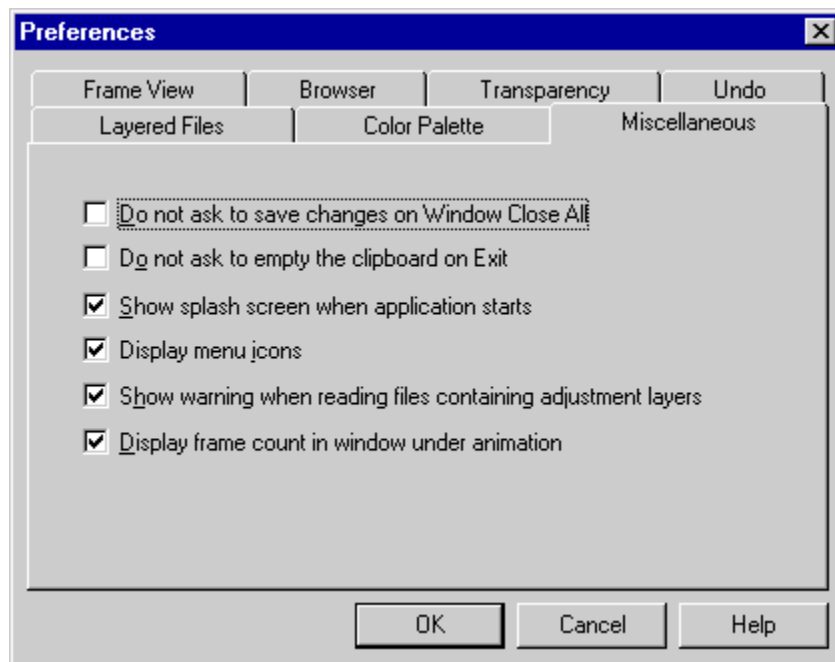 Preferences
Frame View Browser Transparency Undo
Layered Files Color Palette Miscellaneous
Do not ask to save changes on Window Close All
Do not ask to empty the clipboard on Exit
Show splash screen when application starts
Display menu icons
Show warning when reading files containing adjustment layers
Display frame count in window under animation
OK Cancel Help